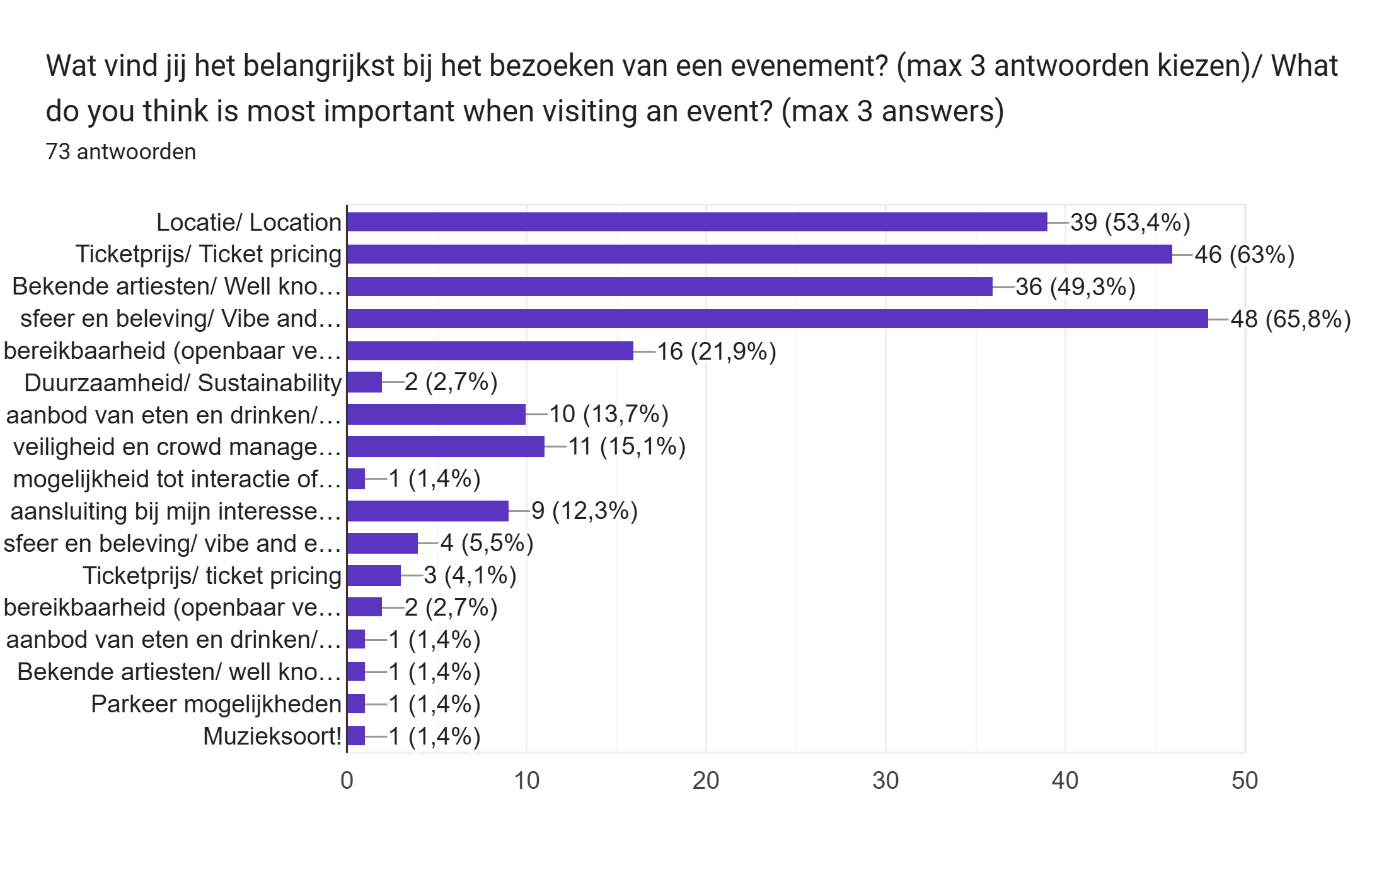 Wat vind jij het belangrijkst bij het bezoeken van een evenement? (max 3 antwoorden kiezen)/ What
do you think is most important when visiting an event? (max 3 answers)
73 antwoorden
Locatie/ Location 39 (53,4%)
Ticketprijs/ Ticket pricing 46 (63%)
Bekende artiesten/ Well kno… 36 (49,3%)
sfeer en beleving/ Vibe and… 48 (65,8%)
bereikbaarheid (openbaar ve… 16 (21,9%)
Duurzaamheid/ Sustainability 2 (2,7%)
aanbod van eten en drinken/… 10 (13,7%)
veiligheid en crowd manage… 11 (15,1%)
mogelijkheid tot interactie of… 1 (1,4%)
aansluiting bij mijn interesse… 9 (12,3%)
sfeer en beleving/ vibe and e… 4 (5,5%)
Ticketprijs/ ticket pricing 3 (4,1%)
bereikbaarheid (openbaar ve… 2 (2,7%)
aanbod van eten en drinken/… 1 (1,4%)
Bekende artiesten/ well kno… 1 (1,4%)
Parkeer mogelijkheden 1 (1,4%)
Muzieksoort! 1 (1,4%)
0 10 20 30 40 50